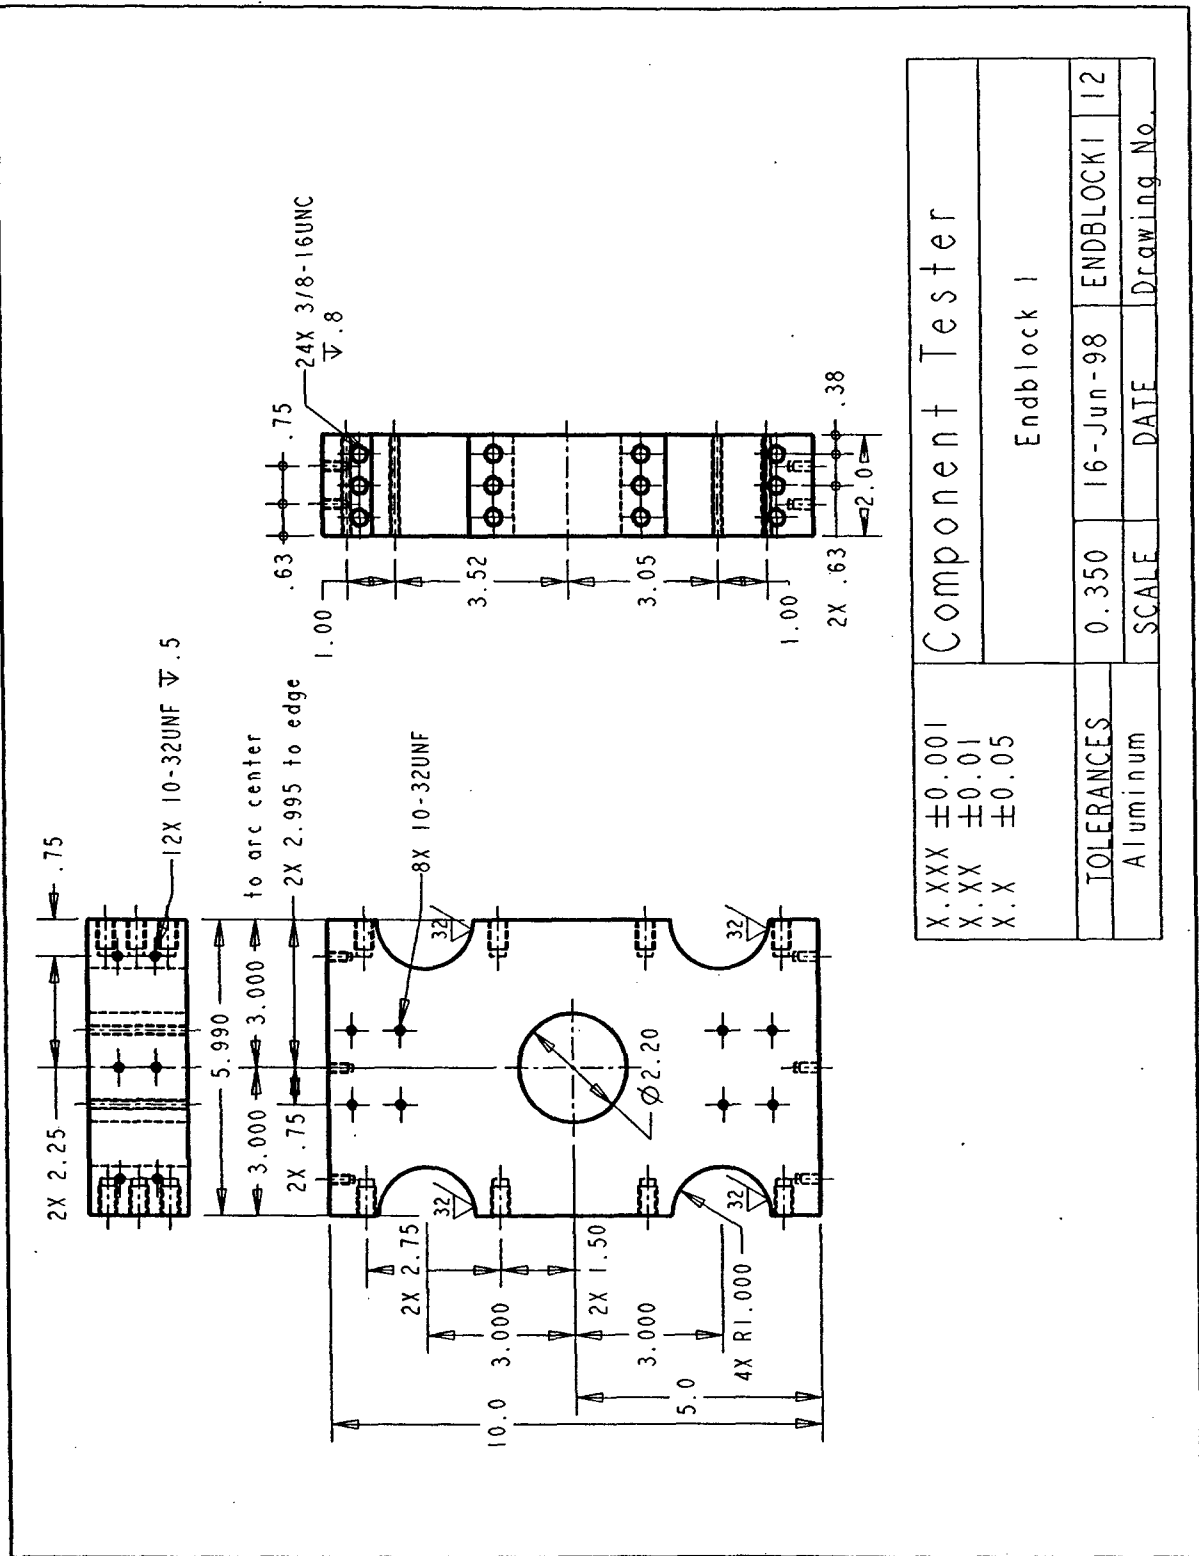 2X 2.25
.75
12X 10-32UNF ↧.5
5.990
3.000
3.000
to arc center
2X .75
2X 2.995 to edge
8X 10-32UNF
32
32
32
32
Ø2.20
2X 2.75
2X 1.50
3.000
3.000
4X R1.000
10.0
5.0
.63
.75
24X 3/8-16UNC
↧.8
1.00
3.52
3.05
1.00
2X .63
2.0
.38
X.XXX ±0.001
X.XX ±0.01
X.X ±0.05
TOLERANCES
Aluminum
Component Tester
Endblock 1
0.350
16-Jun-98
ENDBLOCK1
12
SCALE
DATE
Drawing No.